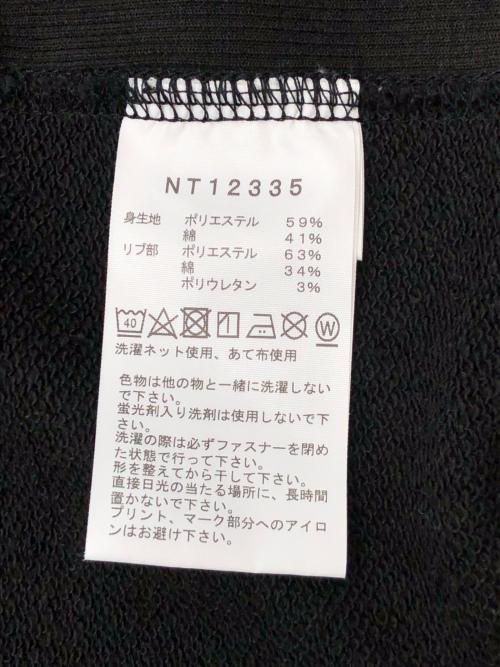 NT12335
身生地 ポリエステル 59%
綿 41%
リブ部 ポリエステル 63%
綿 34%
ポリウレタン 3%
40 W
洗濯ネット使用、あて布使用
色物は他の物と一緒に洗濯しない
で下さい。
蛍光剤入り洗剤は使用しないで下
さい。
洗濯の際は必ずファスナーを閉め
た状態で行って下さい。
形を整えてから干して下さい。
直接日光の当たる場所に、長時間
置かないで下さい。
プリント、マーク部分へのアイロ
ンはお避け下さい。